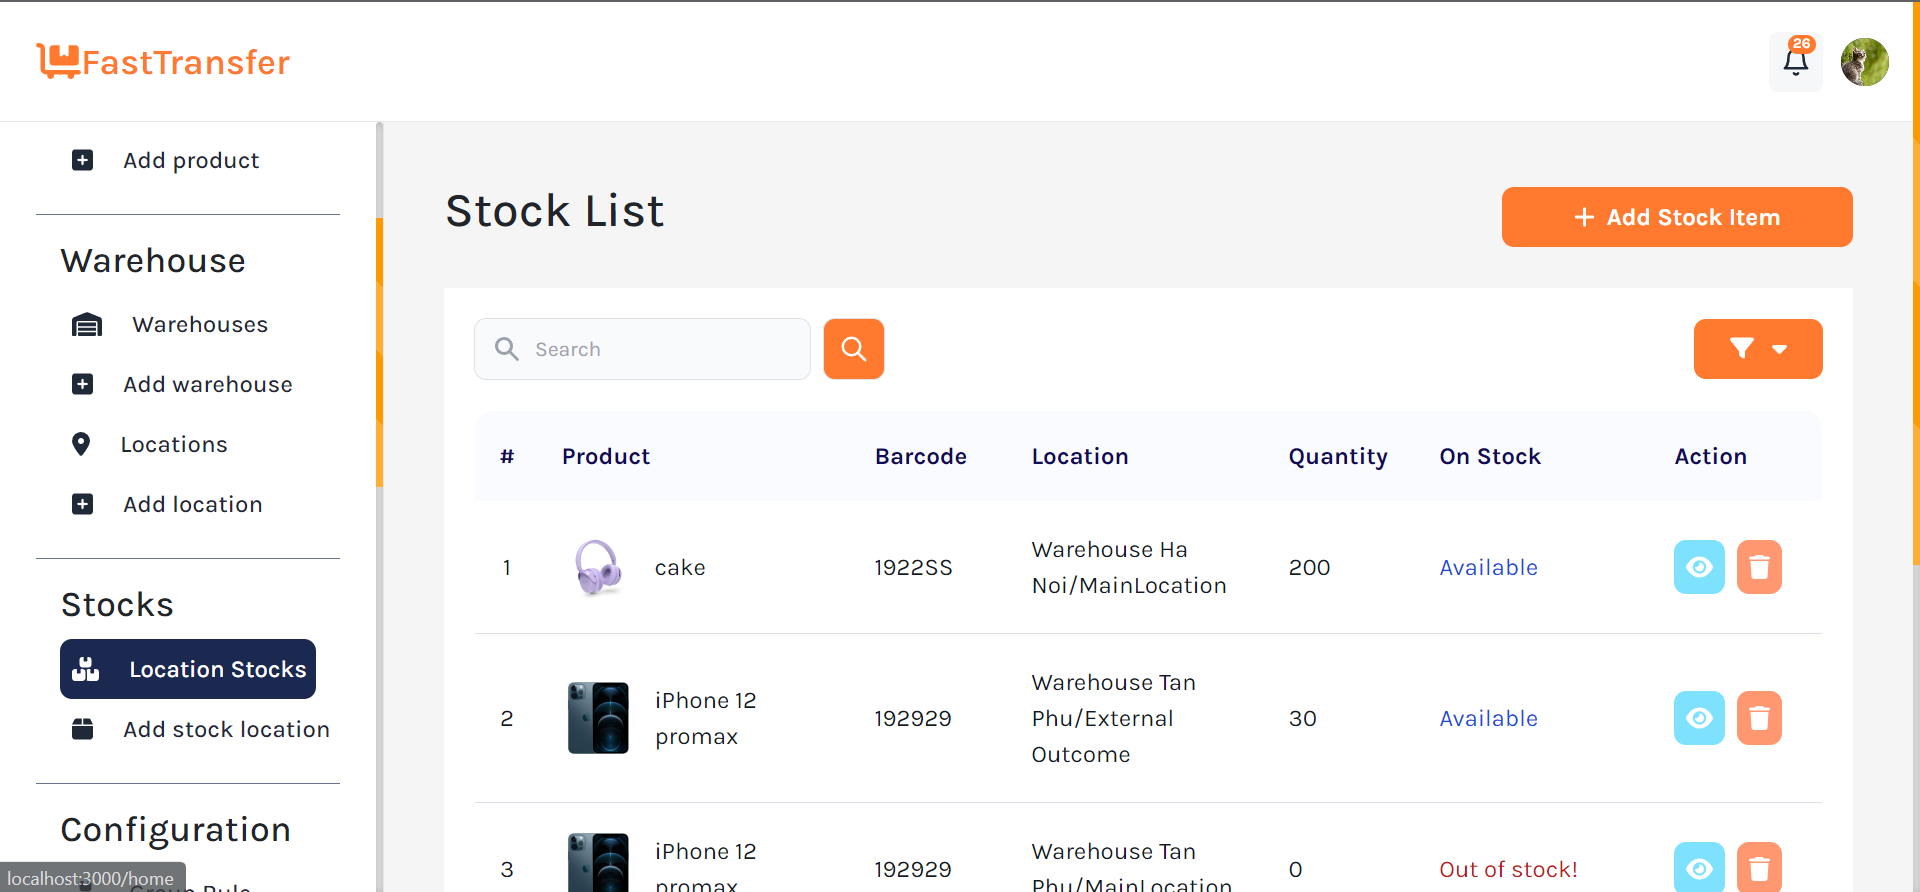 FastTransfer
26
Add product
Warehouse
Warehouses
Add warehouse
Locations
Add location
Stocks
Location Stocks
Add stock location
Configuration
Group Rule
localhost:3000/home
Stock List
+ Add Stock Item
Search
# Product Barcode Location Quantity On Stock Action
1 cake 1922SS Warehouse Ha
Noi/MainLocation 200 Available
2 iPhone 12
promax 192929 Warehouse Tan
Phu/External
Outcome 30 Available
3 iPhone 12
promax 192929 Warehouse Tan
Phu/MainLocation 0 Out of stock!